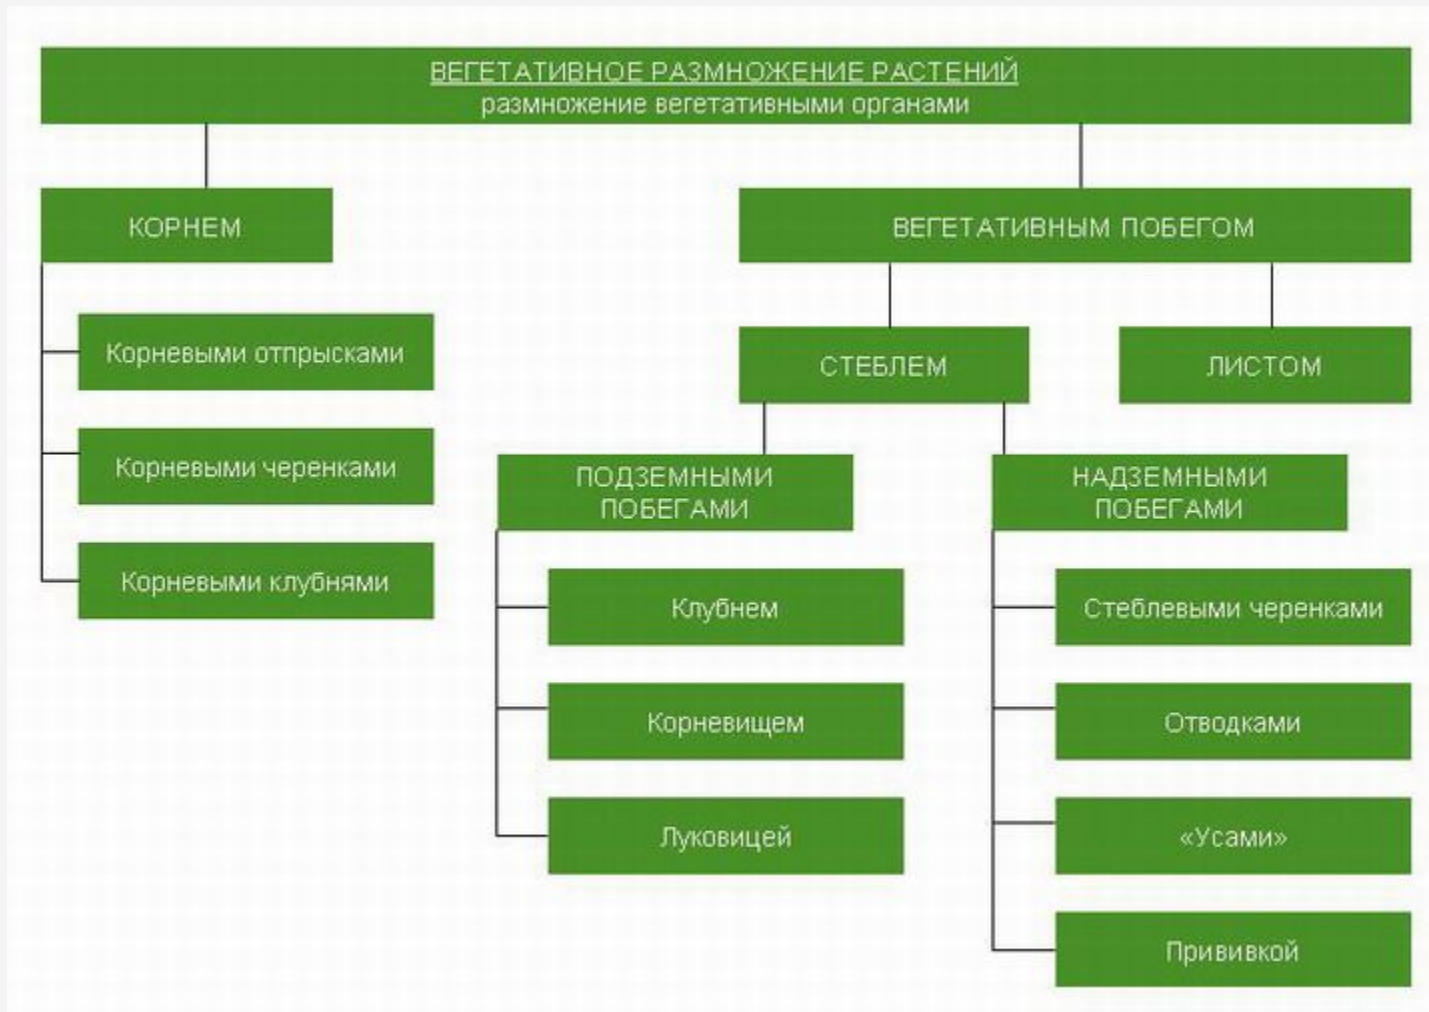 ВЕГЕТАТИВНОЕ РАЗМНОЖЕНИЕ РАСТЕНИЙ
размножение вегетативными органами
КОРНЕМ
ВЕГЕТАТИВНЫМ ПОБЕГОМ
Корневыми отпрысками
Корневыми черенками
Корневыми клубнями
СТЕБЛЕМ
ЛИСТОМ
ПОДЗЕМНЫМИ
ПОБЕГАМИ
Клубнем
Корневищем
Луковицей
НАДЗЕМНЫМИ
ПОБЕГАМИ
Стеблевыми черенками
Отводками
«Усами»
Прививкой